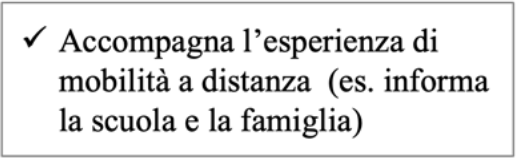 ✓ Accompagna l’esperienza di
mobilità a distanza (es. informa
la scuola e la famiglia)